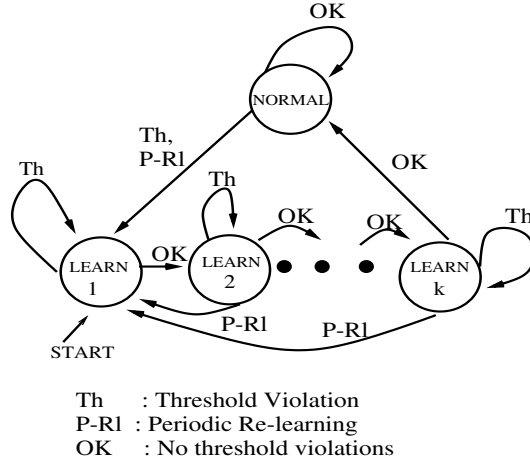 OK
NORMAL
Th,
P-Rl
OK
Th
Th
OK
OK
Th
OK
LEARN
1
LEARN
2
LEARN
k
P-Rl
P-Rl
START
Th : Threshold Violation
P-Rl : Periodic Re-learning
OK : No threshold violations